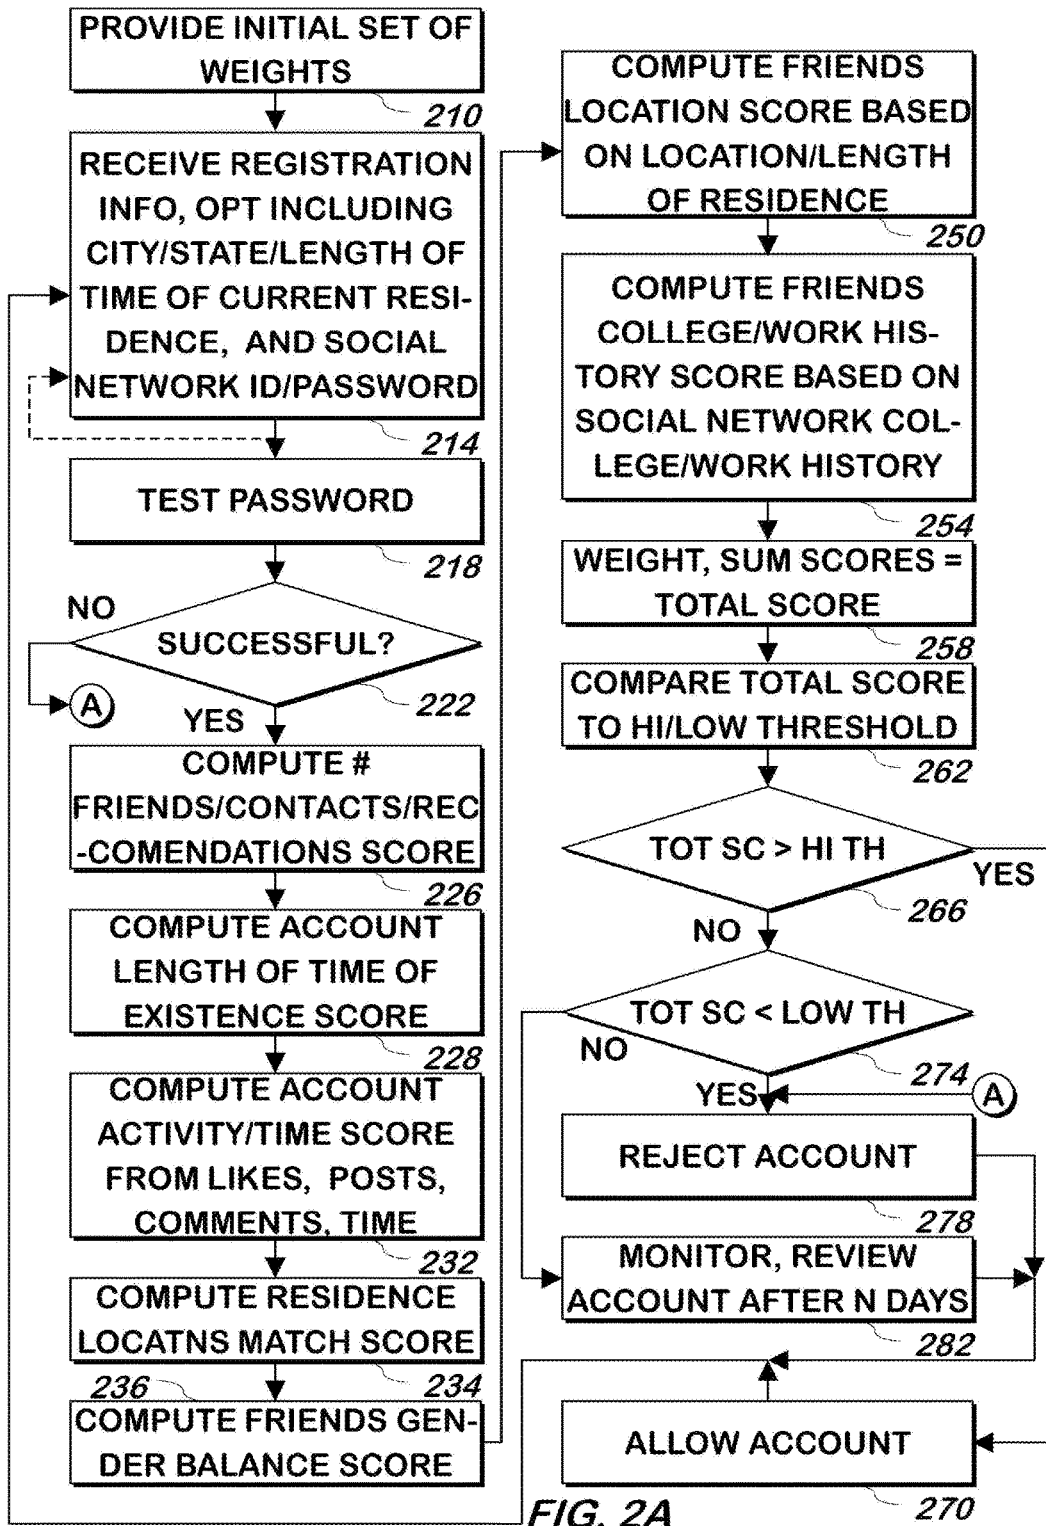 PROVIDE INITIAL SET OF
WEIGHTS
210
RECEIVE REGISTRATION
INFO, OPT INCLUDING
CITY/STATE/LENGTH OF
TIME OF CURRENT RESI-
DENCE, AND SOCIAL
NETWORK ID/PASSWORD
214
TEST PASSWORD
218
NO
SUCCESSFUL?
222
A
YES
COMPUTE #
FRIENDS/CONTACTS/REC
-COMENDATIONS SCORE
226
COMPUTE ACCOUNT
LENGTH OF TIME OF
EXISTENCE SCORE
228
COMPUTE ACCOUNT
ACTIVITY/TIME SCORE
FROM LIKES, POSTS,
COMMENTS, TIME
232
COMPUTE RESIDENCE
LOCATNS MATCH SCORE
234
236
COMPUTE FRIENDS GEN-
DER BALANCE SCORE
COMPUTE FRIENDS
LOCATION SCORE BASED
ON LOCATION/LENGTH
OF RESIDENCE
250
COMPUTE FRIENDS
COLLEGE/WORK HIS-
TORY SCORE BASED ON
SOCIAL NETWORK COL-
LEGE/WORK HISTORY
254
WEIGHT, SUM SCORES =
TOTAL SCORE
258
COMPARE TOTAL SCORE
TO HI/LOW THRESHOLD
262
TOT SC > HI TH
YES
266
NO
TOT SC < LOW TH
NO
274
YES
A
REJECT ACCOUNT
278
MONITOR, REVIEW
ACCOUNT AFTER N DAYS
282
ALLOW ACCOUNT
270
FIG. 2A